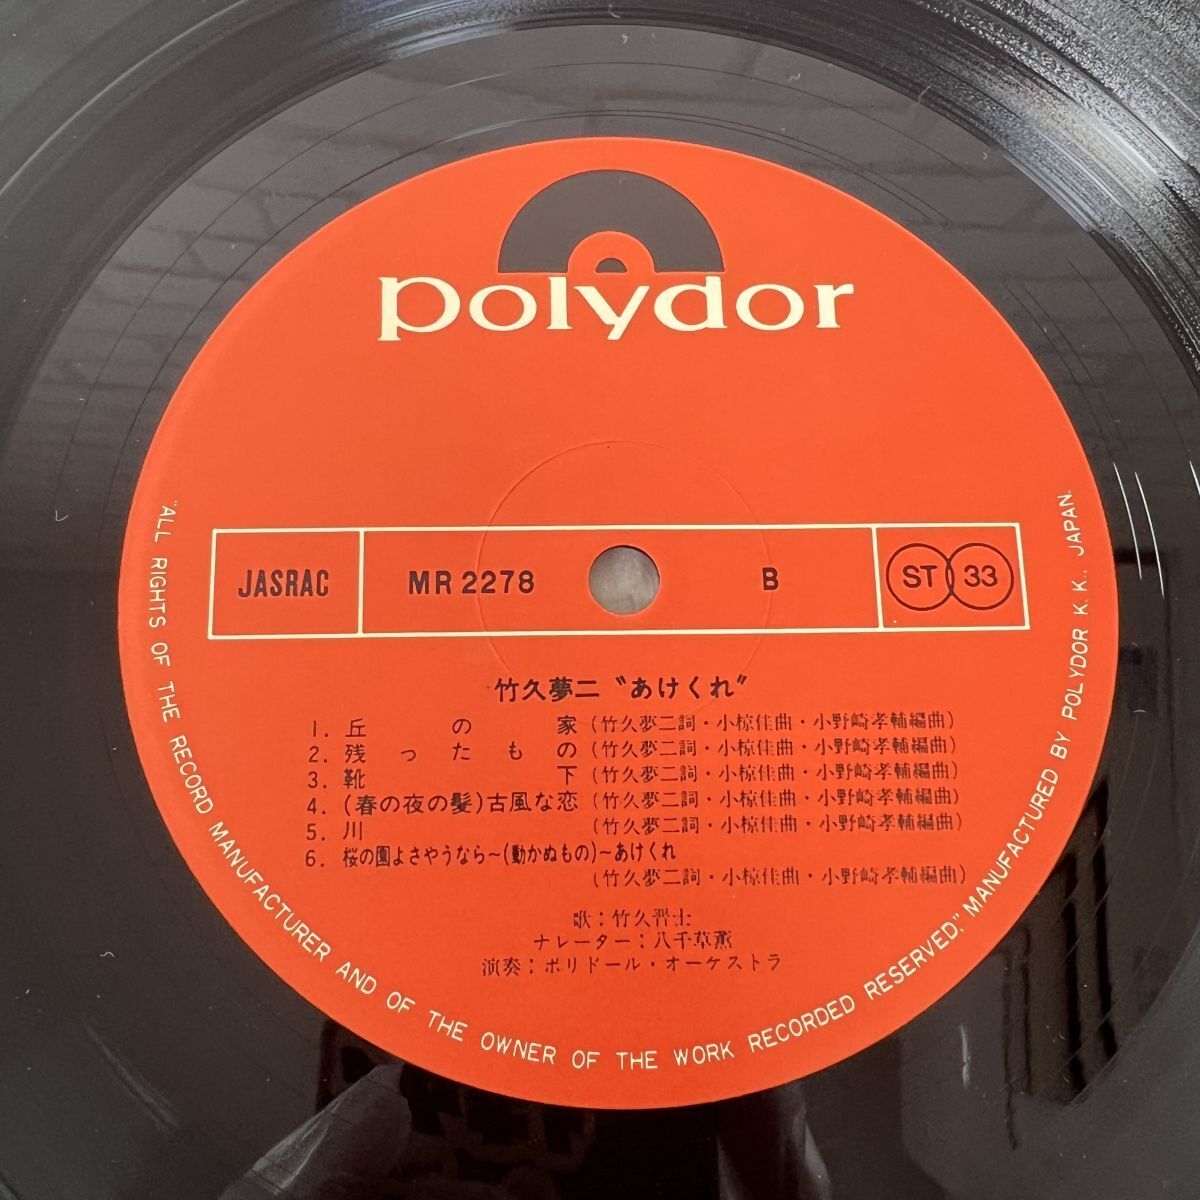 polydor
JASRAC MR 2278 B ST 33
竹久夢二 〝あけくれ〟
1. 丘の家 (竹久夢二詞・小椋佳曲・小野崎孝輔編曲)
2. 残ったもの (竹久夢二詞・小椋佳曲・小野崎孝輔編曲)
3. 靴下 (竹久夢二詞・小椋佳曲・小野崎孝輔編曲)
4. (春の夜の髪)古風な恋 (竹久夢二詞・小椋佳曲・小野崎孝輔編曲)
5. 川 (竹久夢二詞・小椋佳曲・小野崎孝輔編曲)
6. 桜の園よさやうなら〜(動かぬもの)〜あけくれ
(竹久夢二詞・小椋佳曲・小野崎孝輔編曲)
歌：竹久晋士
ナレーター：八千草薫
演奏：ポリドール・オーケストラ
"ALL RIGHTS OF THE RECORD MANUFACTURER AND OF THE OWNER OF THE WORK RECORDED RESERVED," MANUFACTURED BY POLYDOR K. K., JAPAN.